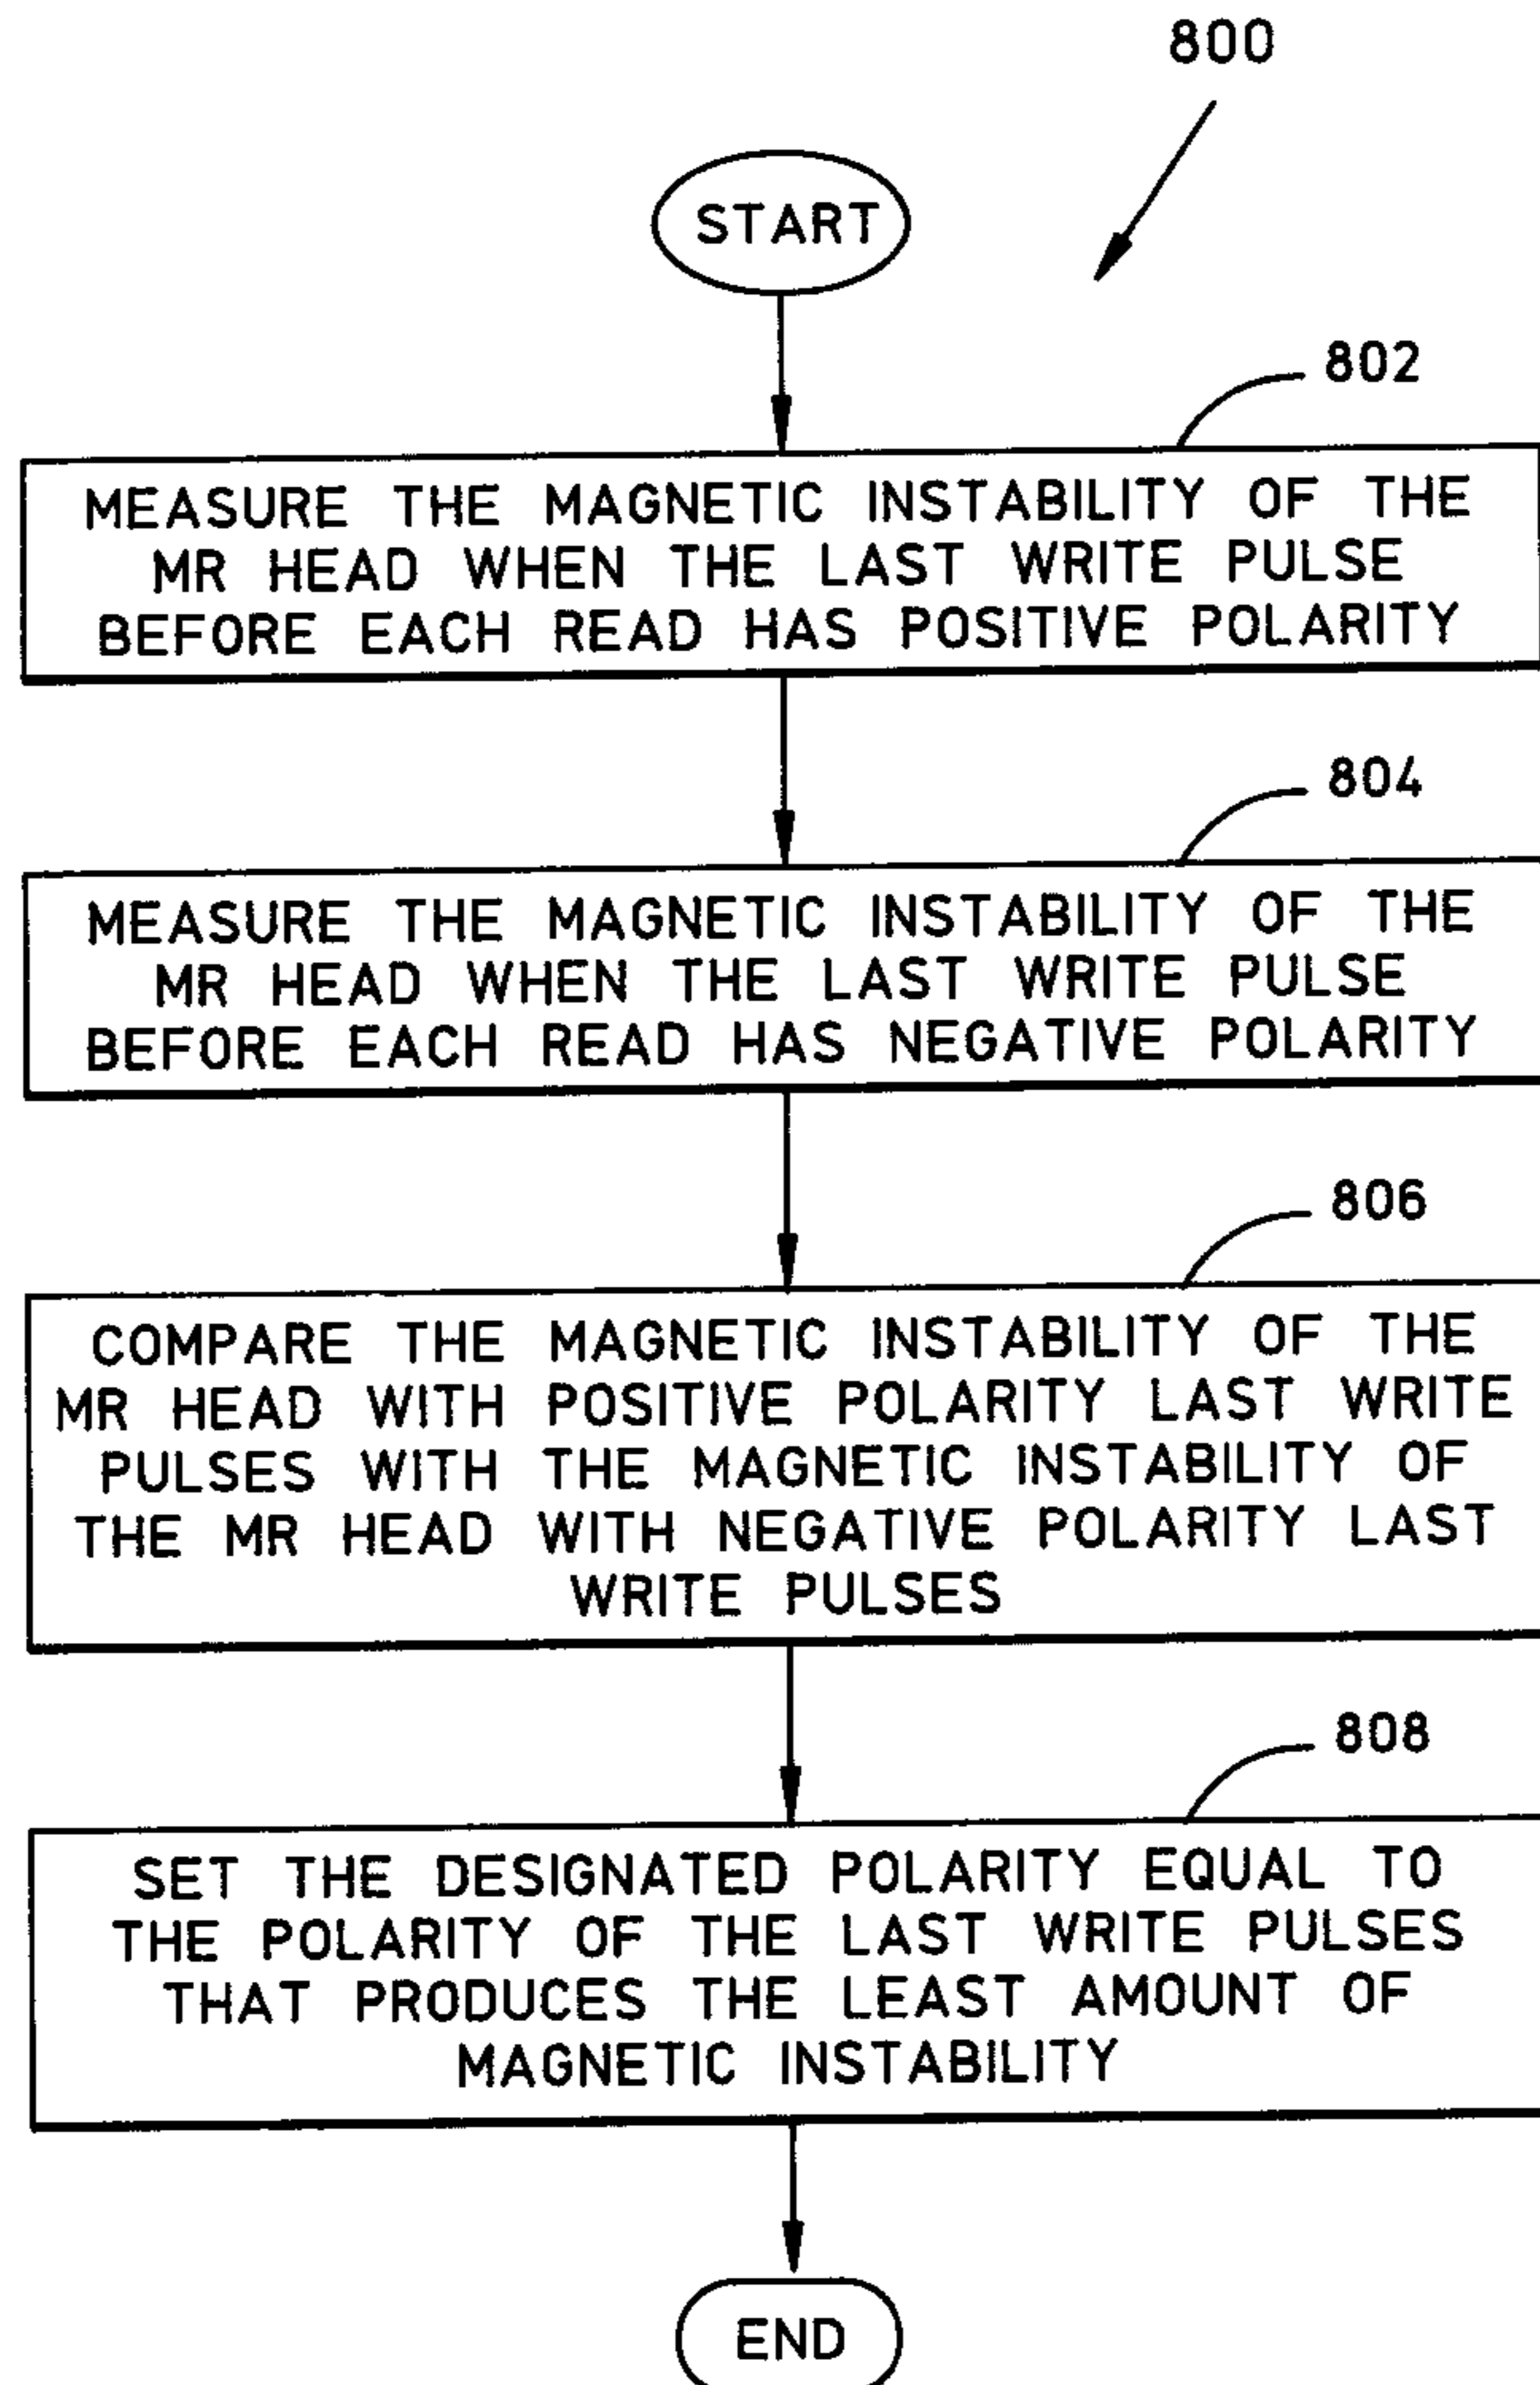 800
START
802
MEASURE THE MAGNETIC INSTABILITY OF THE
MR HEAD WHEN THE LAST WRITE PULSE
BEFORE EACH READ HAS POSITIVE POLARITY
804
MEASURE THE MAGNETIC INSTABILITY OF THE
MR HEAD WHEN THE LAST WRITE PULSE
BEFORE EACH READ HAS NEGATIVE POLARITY
806
COMPARE THE MAGNETIC INSTABILITY OF THE
MR HEAD WITH POSITIVE POLARITY LAST WRITE
PULSES WITH THE MAGNETIC INSTABILITY OF
THE MR HEAD WITH NEGATIVE POLARITY LAST
WRITE PULSES
808
SET THE DESIGNATED POLARITY EQUAL TO
THE POLARITY OF THE LAST WRITE PULSES
THAT PRODUCES THE LEAST AMOUNT OF
MAGNETIC INSTABILITY
END